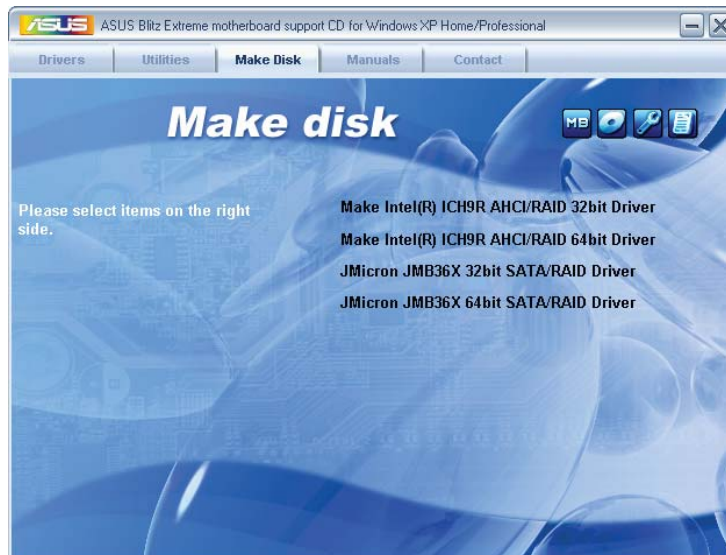 ASUS ASUS Blitz Extreme motherboard support CD for Windows XP Home/Professional
Drivers Utilities Make Disk Manuals Contact
Make disk
MB
Please select items on the right
side.
Make Intel(R) ICH9R AHCI/RAID 32bit Driver
Make Intel(R) ICH9R AHCI/RAID 64bit Driver
JMicron JMB36X 32bit SATA/RAID Driver
JMicron JMB36X 64bit SATA/RAID Driver